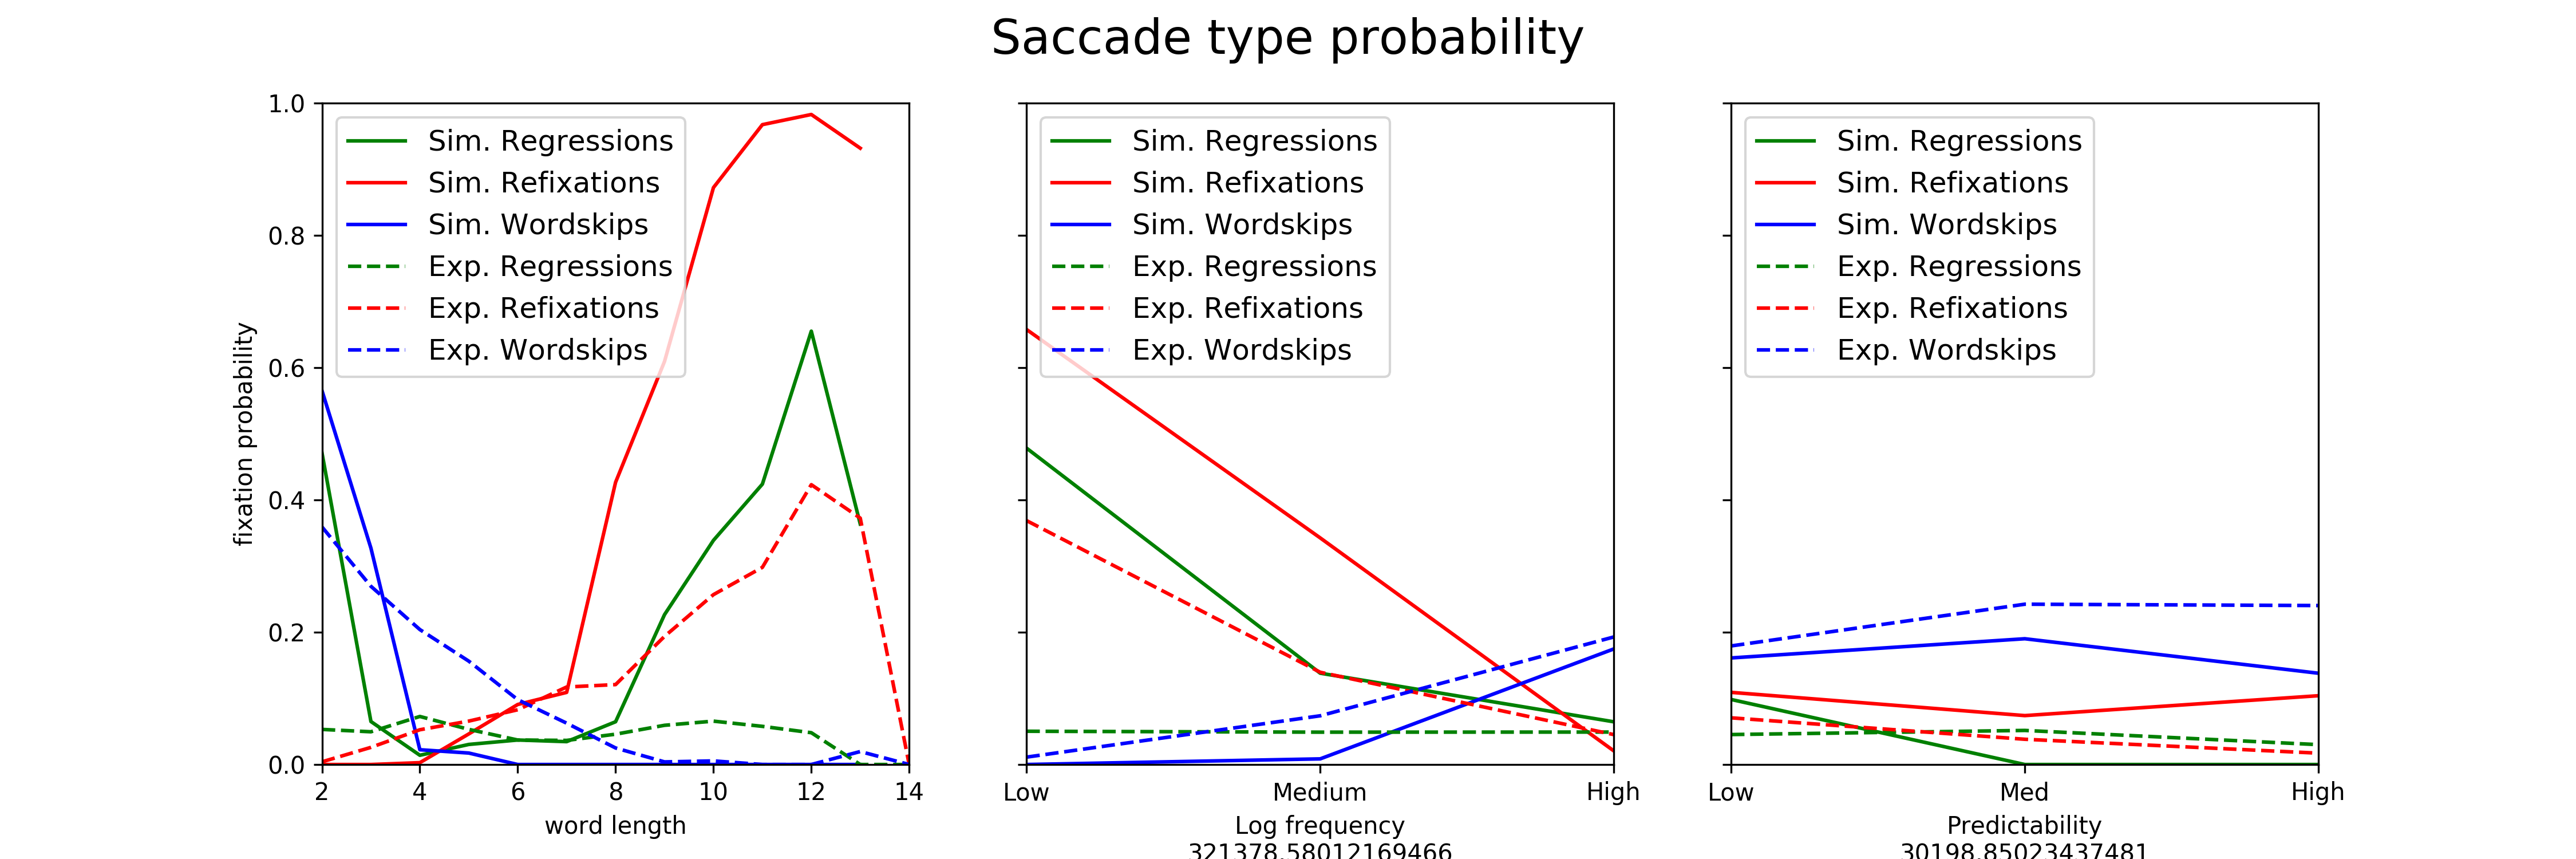 Saccade type probability
1.0
0.8
0.6
0.4
0.2
0.0
fixation probability
Sim. Regressions
Sim. Refixations
Sim. Wordskips
Exp. Regressions
Exp. Refixations
Exp. Wordskips
2 4 6 8 10 12 14
word length
Sim. Regressions
Sim. Refixations
Sim. Wordskips
Exp. Regressions
Exp. Refixations
Exp. Wordskips
Low Medium High
Log frequency
321378.58012169466
Sim. Regressions
Sim. Refixations
Sim. Wordskips
Exp. Regressions
Exp. Refixations
Exp. Wordskips
Low Med High
Predictability
30198.85023437481